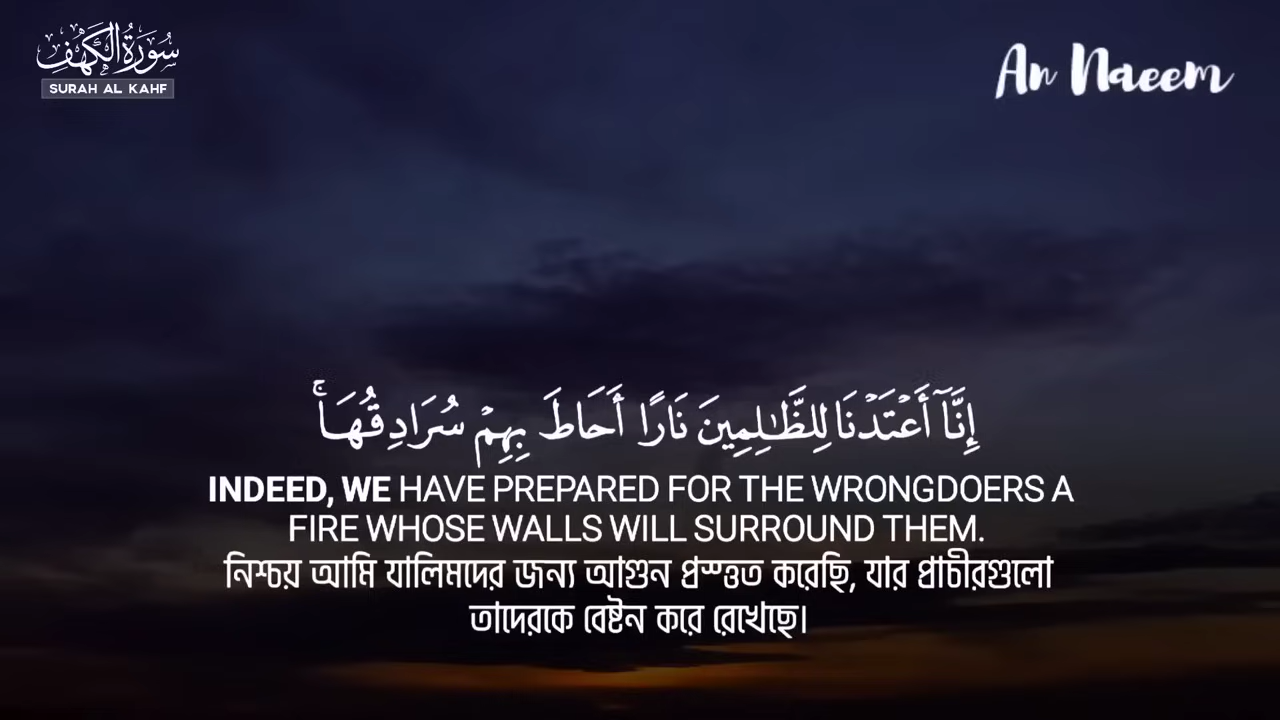 سُورَةُ الْكَهْفِ
SURAH AL KAHF
An Naeem
إِنَّآ أَعْتَدْنَا لِلظَّـٰلِمِينَ نَارًا أَحَاطَ بِهِمْ سُرَادِقُهَاۚ
INDEED, WE HAVE PREPARED FOR THE WRONGDOERS A
FIRE WHOSE WALLS WILL SURROUND THEM.
নিশ্চয় আমি যালিমদের জন্য আগুন প্রস্তুত করেছি, যার প্রাচীরগুলো
তাদেরকে বেষ্টন করে রেখেছে।